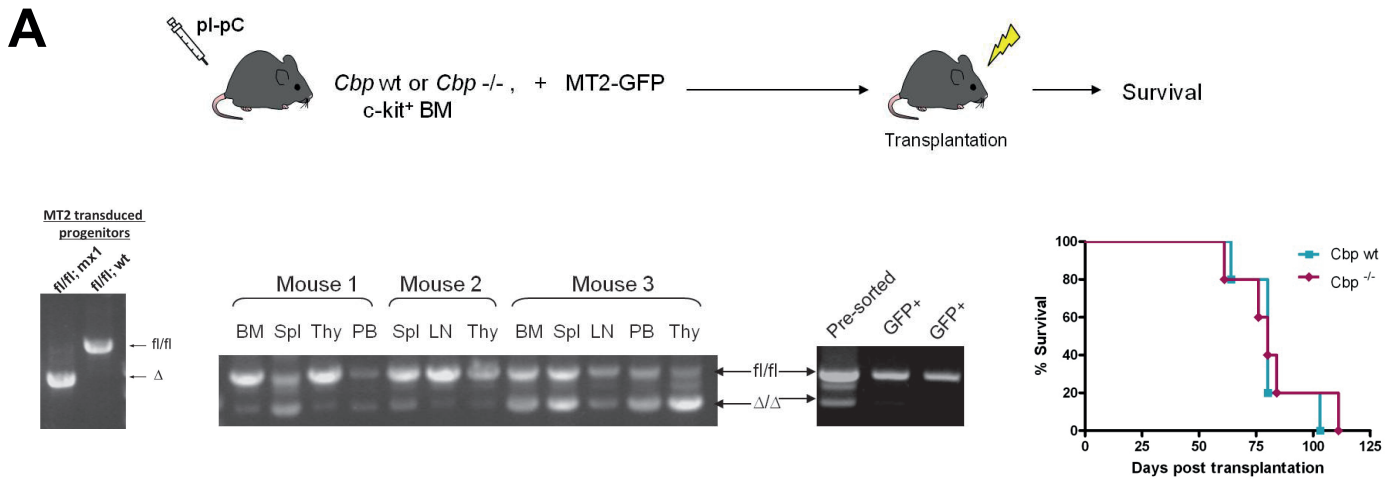 A
pI-pC
Cbp wt or Cbp -/- , + MT2-GFP
c-kit⁺ BM
Survival
Transplantation
MT2 transduced
progenitors
fl/fl; mx1
fl/fl; wt
fl/fl
Δ
Mouse 1 Mouse 2 Mouse 3
BM Spl Thy PB Spl LN Thy BM Spl LN PB Thy
fl/fl
Δ/Δ
Pre-sorted
GFP+
GFP+
100
80
60
40
20
0
% Survival
0 25 50 75 100 125
Days post transplantation
Cbp wt
Cbp -/-